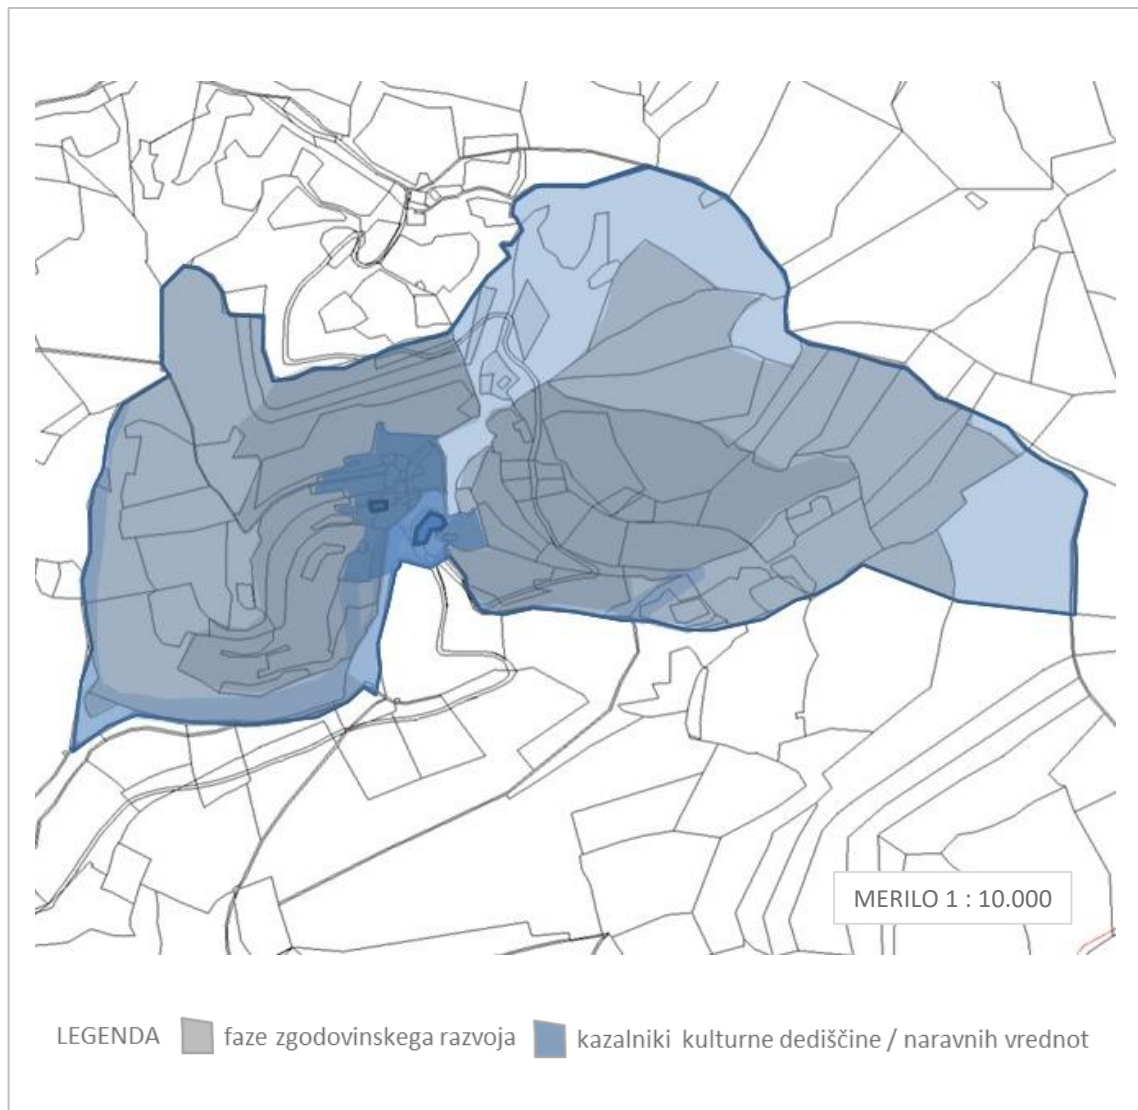 MERILO 1 : 10.000
LEGENDA faze zgodovinskega razvoja kazalniki kulturne dediščine / naravnih vrednot